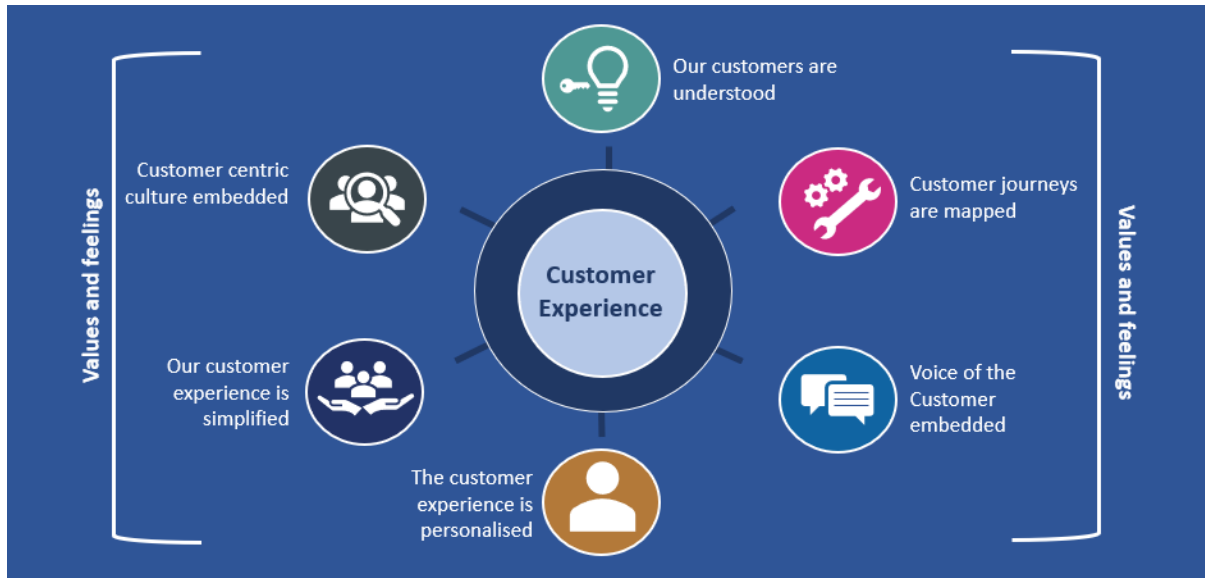 Our customers are
understood
Customer centric
culture embedded
Customer journeys
are mapped
Values and feelings
Customer
Experience
Values and feelings
Our customer
experience is
simplified
Voice of the
Customer
embedded
The customer
experience is
personalised